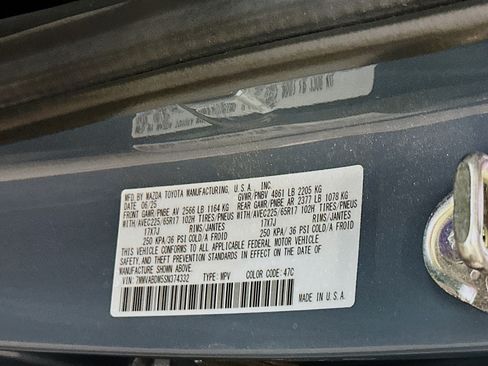 MFD. BY MAZDA TOYOTA MANUFACTURING, U.S.A. INC.
06/25 GVWR/PNBV 4861 LB 2205 KG
FRONT GAWR/PNBE AV 2566 LB 1164 KG REAR GAWR/PNBE AR 2377 LB 1078 KG
WITH/AVEC225/65R17 102H TIRES/PNEUS WITH/AVEC225/65R17 102H TIRES/PNEUS
17X7J RIMS/JANTES 17X7J RIMS/JANTES
250 KPA/36 PSI COLD/A FROID 250 KPA/36 PSI COLD/A FROID
THIS VEHICLE CONFORMS TO ALL APPLICABLE FEDERAL MOTOR VEHICLE
SAFETY, AND THEFT PREVENTION STANDARDS IN EFFECT ON THE DATE OF
MANUFACTURE SHOWN ABOVE.
VIN: 7MMVABDM5SN374332 TYPE: MPV COLOR CODE: 47C
MADE IN U.S.A.